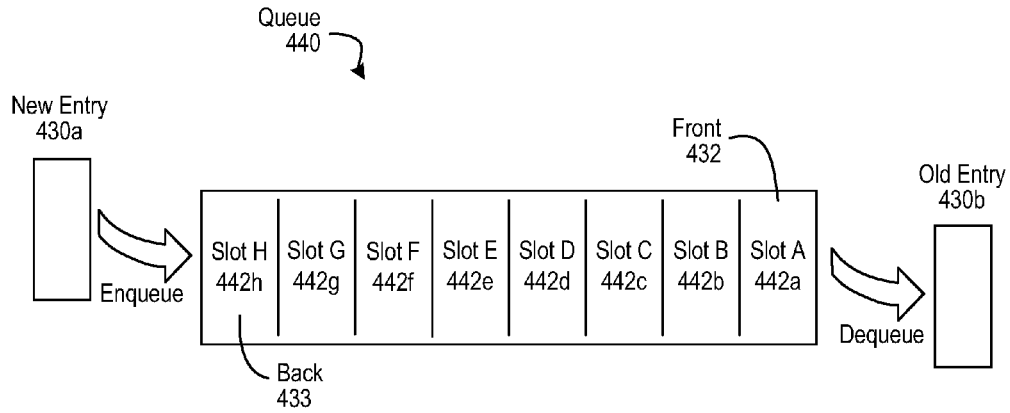 Queue
440
New Entry
430a
Front
432
Old Entry
430b
Slot H
442h
Slot G
442g
Slot F
442f
Slot E
442e
Slot D
442d
Slot C
442c
Slot B
442b
Slot A
442a
Enqueue
Dequeue
Back
433